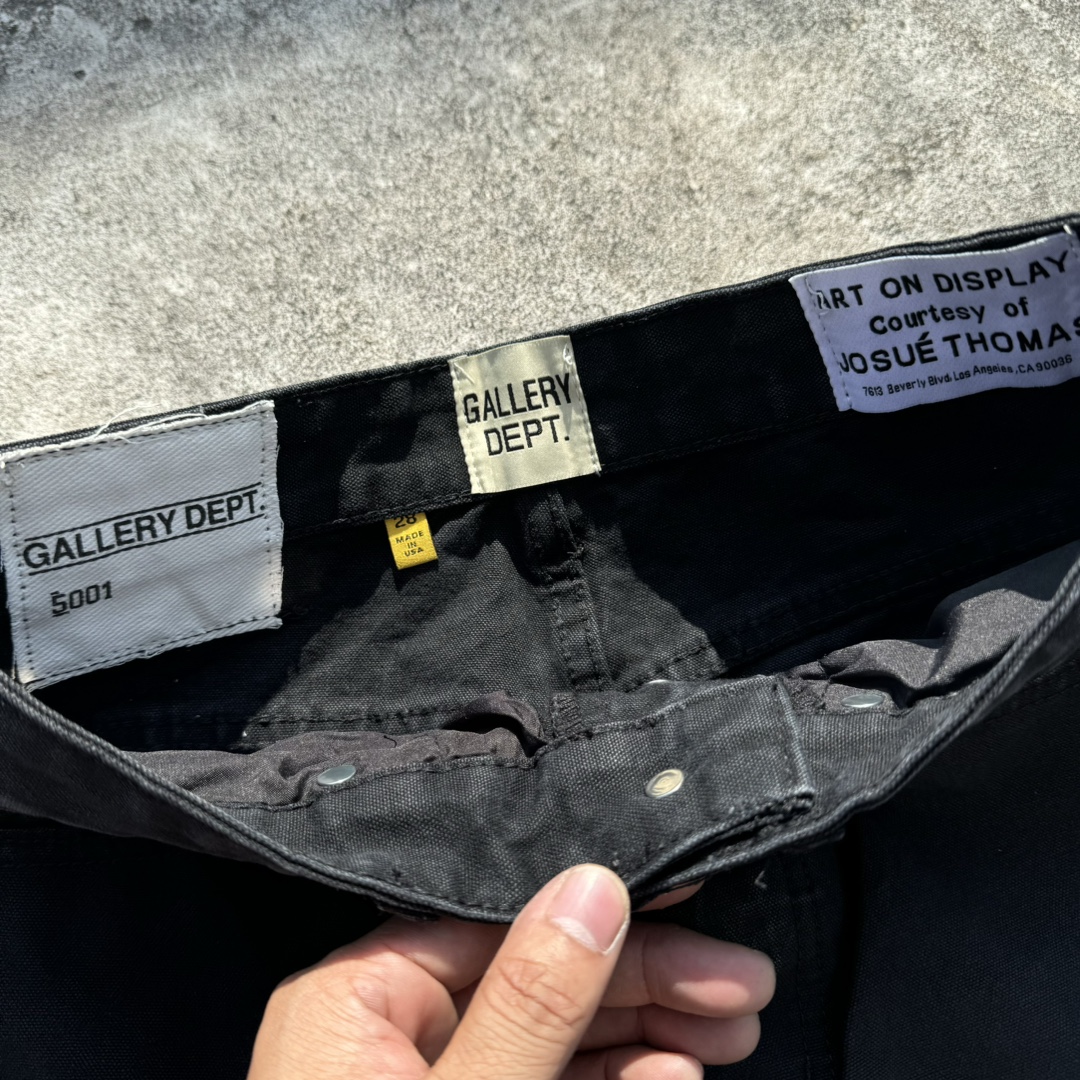 GALLERY DEPT.
5001
GALLERY
DEPT.
28
MADE
IN
USA
ART ON DISPLAY
Courtesy of
JOSUÉ THOMAS
7613 Beverly Blvd. Los Angeles, CA 90036